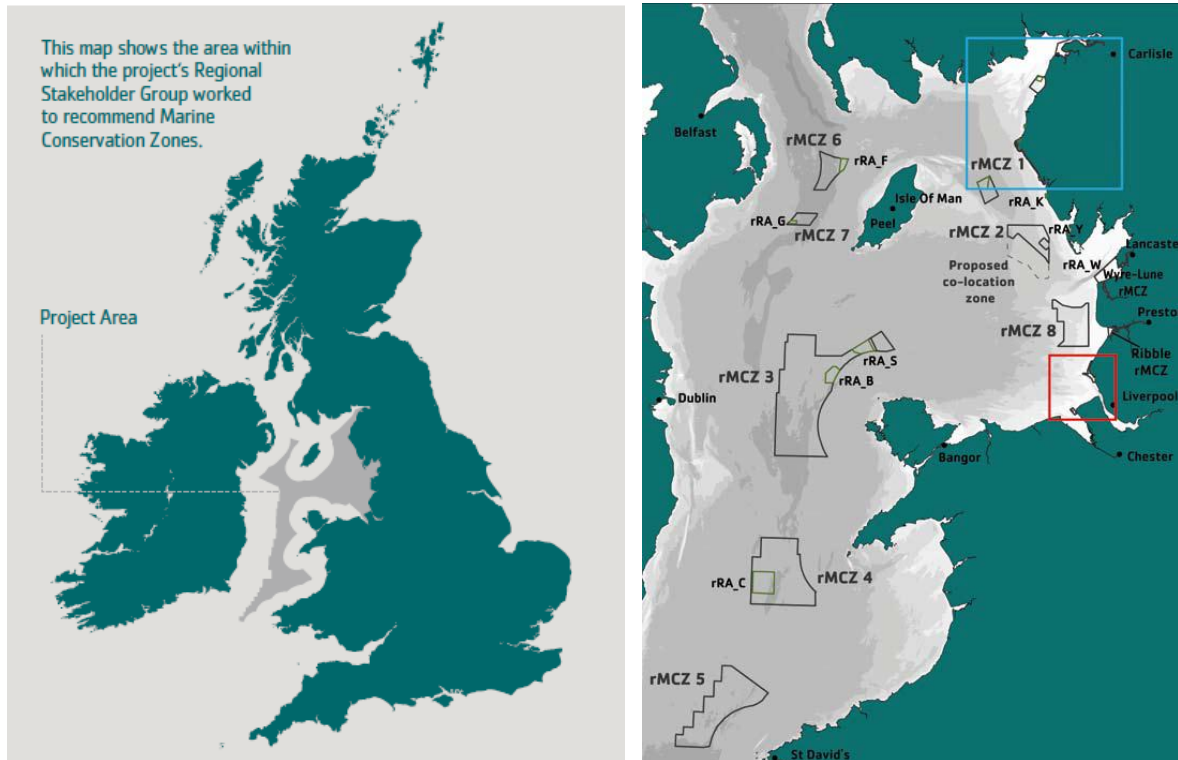 This map shows the area within
which the project's Regional
Stakeholder Group worked
to recommend Marine
Conservation Zones.
Project Area
Carlisle
Belfast
rMCZ 6
rRA_F
rMCZ 1
Isle Of Man
rRA_K
Peel
rRA_G
rMCZ 7
rMCZ 2
rRA_Y
Lancaste
rRA_W
Proposed
co-location
zone
Wyre-Lune
rMCZ
rMCZ 8
Presto
Ribble
rMCZ
rRA_S
rMCZ 3
rRA_B
Dublin
Liverpool
Bangor
Chester
rRA_C
rMCZ 4
rMCZ 5
St David's